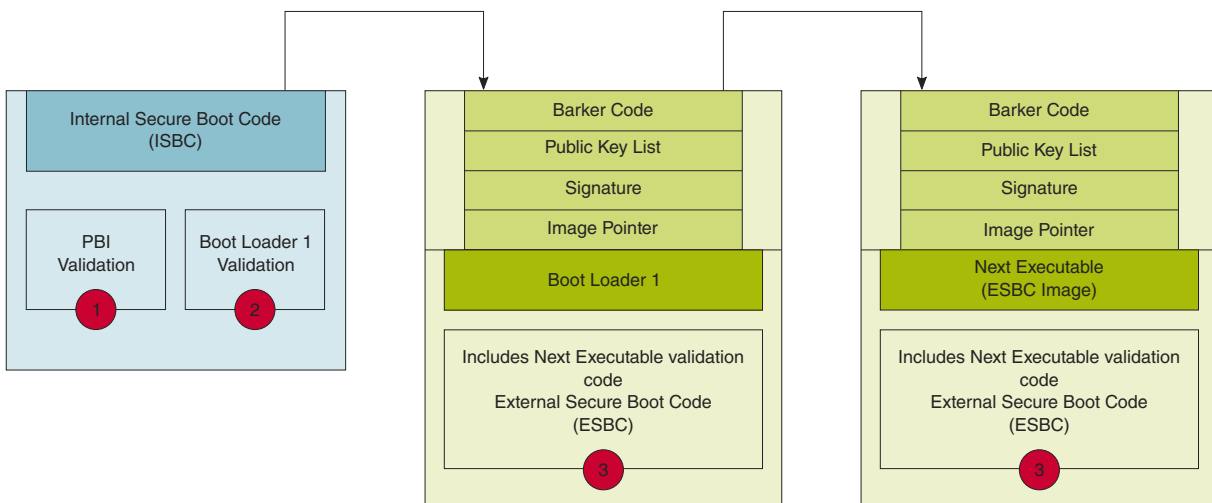 Internal Secure Boot Code
(ISBC)
PBI
Validation
1
Boot Loader 1
Validation
2
Barker Code
Public Key List
Signature
Image Pointer
Boot Loader 1
Includes Next Executable validation
code
External Secure Boot Code
(ESBC)
3
Barker Code
Public Key List
Signature
Image Pointer
Next Executable
(ESBC Image)
Includes Next Executable validation
code
External Secure Boot Code
(ESBC)
3